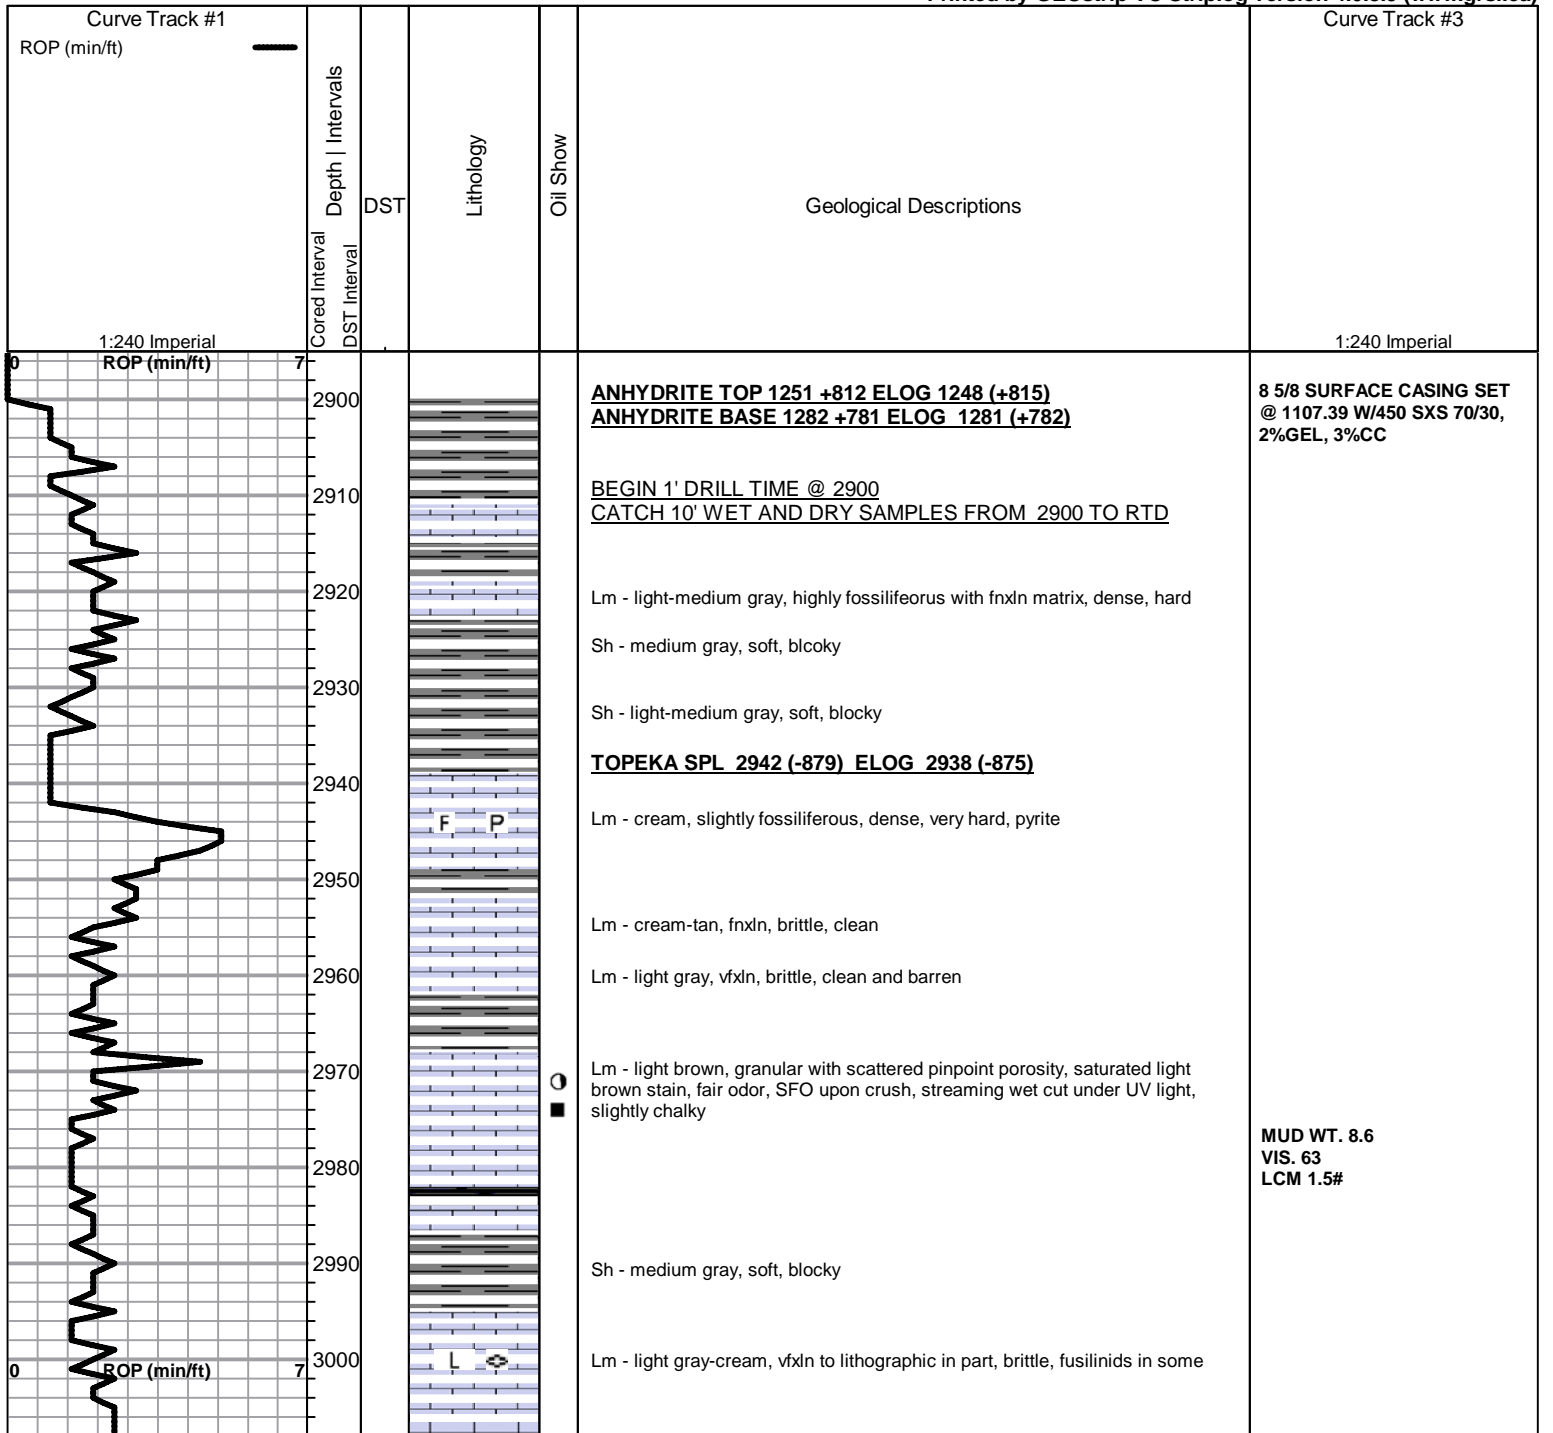 Curve Track #1
ROP (min/ft)
1:240 Imperial
Depth | Intervals
Cored Interval
DST Interval
DST
Lithology
Oil Show
Geological Descriptions
Curve Track #3
1:240 Imperial
0 ROP (min/ft) 7
2900
2910
2920
2930
2940
2950
2960
2970
2980
2990
3000
0 ROP (min/ft) 7
F P
L
ANHYDRITE TOP 1251 +812 ELOG 1248 (+815)
ANHYDRITE BASE 1282 +781 ELOG 1281 (+782)
BEGIN 1' DRILL TIME @ 2900
CATCH 10' WET AND DRY SAMPLES FROM 2900 TO RTD
Lm - light-medium gray, highly fossilifeorus with fnxln matrix, dense, hard
Sh - medium gray, soft, blcoky
Sh - light-medium gray, soft, blocky
TOPEKA SPL 2942 (-879) ELOG 2938 (-875)
Lm - cream, slightly fossiliferous, dense, very hard, pyrite
Lm - cream-tan, fnxln, brittle, clean
Lm - light gray, vfxln, brittle, clean and barren
Lm - light brown, granular with scattered pinpoint porosity, saturated light
brown stain, fair odor, SFO upon crush, streaming wet cut under UV light,
slightly chalky
Sh - medium gray, soft, blocky
Lm - light gray-cream, vfxln to lithographic in part, brittle, fusilinids in some
8 5/8 SURFACE CASING SET
@ 1107.39 W/450 SXS 70/30,
2%GEL, 3%CC
MUD WT. 8.6
VIS. 63
LCM 1.5#